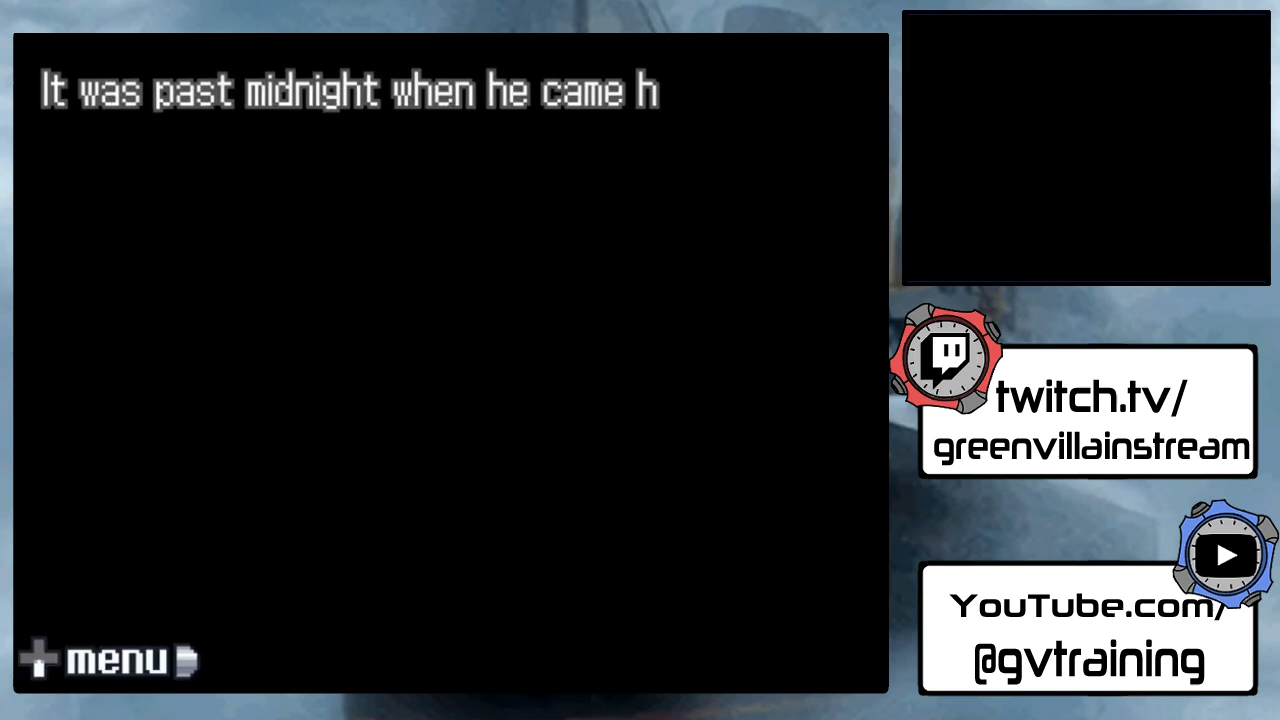 It was past midnight when he came h
menu
twitch.tv/
greenvillainstream
YouTube.com/
@gvtraining